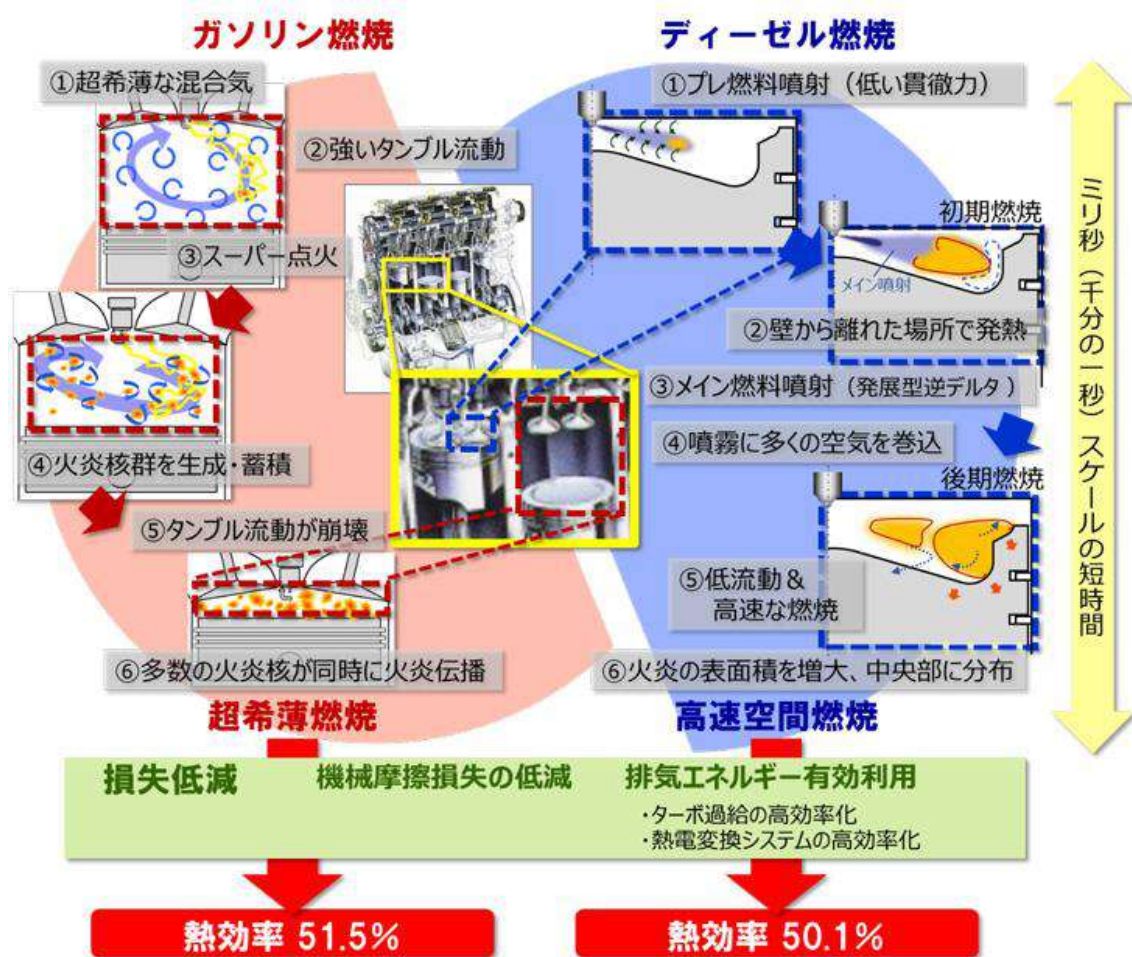 ガソリン燃焼
①超希薄な混合気
②強いタンブル流動
③スーパー点火
④火炎核群を生成・蓄積
⑤タンブル流動が崩壊
⑥多数の火炎核が同時に火炎伝播
超希薄燃焼
ディーゼル燃焼
①プレ燃料噴射（低い貫徹力）
初期燃焼
メイン噴射
②壁から離れた場所で発熱
③メイン燃料噴射（発展型逆デルタ）
④噴霧に多くの空気を巻込
後期燃焼
⑤低流動＆
高速な燃焼
⑥火炎の表面積を増大、中央部に分布
高速空間燃焼
ミリ秒（千分の一秒）スケールの短時間
損失低減
機械摩擦損失の低減
排気エネルギー有効利用
・ターボ過給の高効率化
・熱電変換システムの高効率化
熱効率 51.5%
熱効率 50.1%